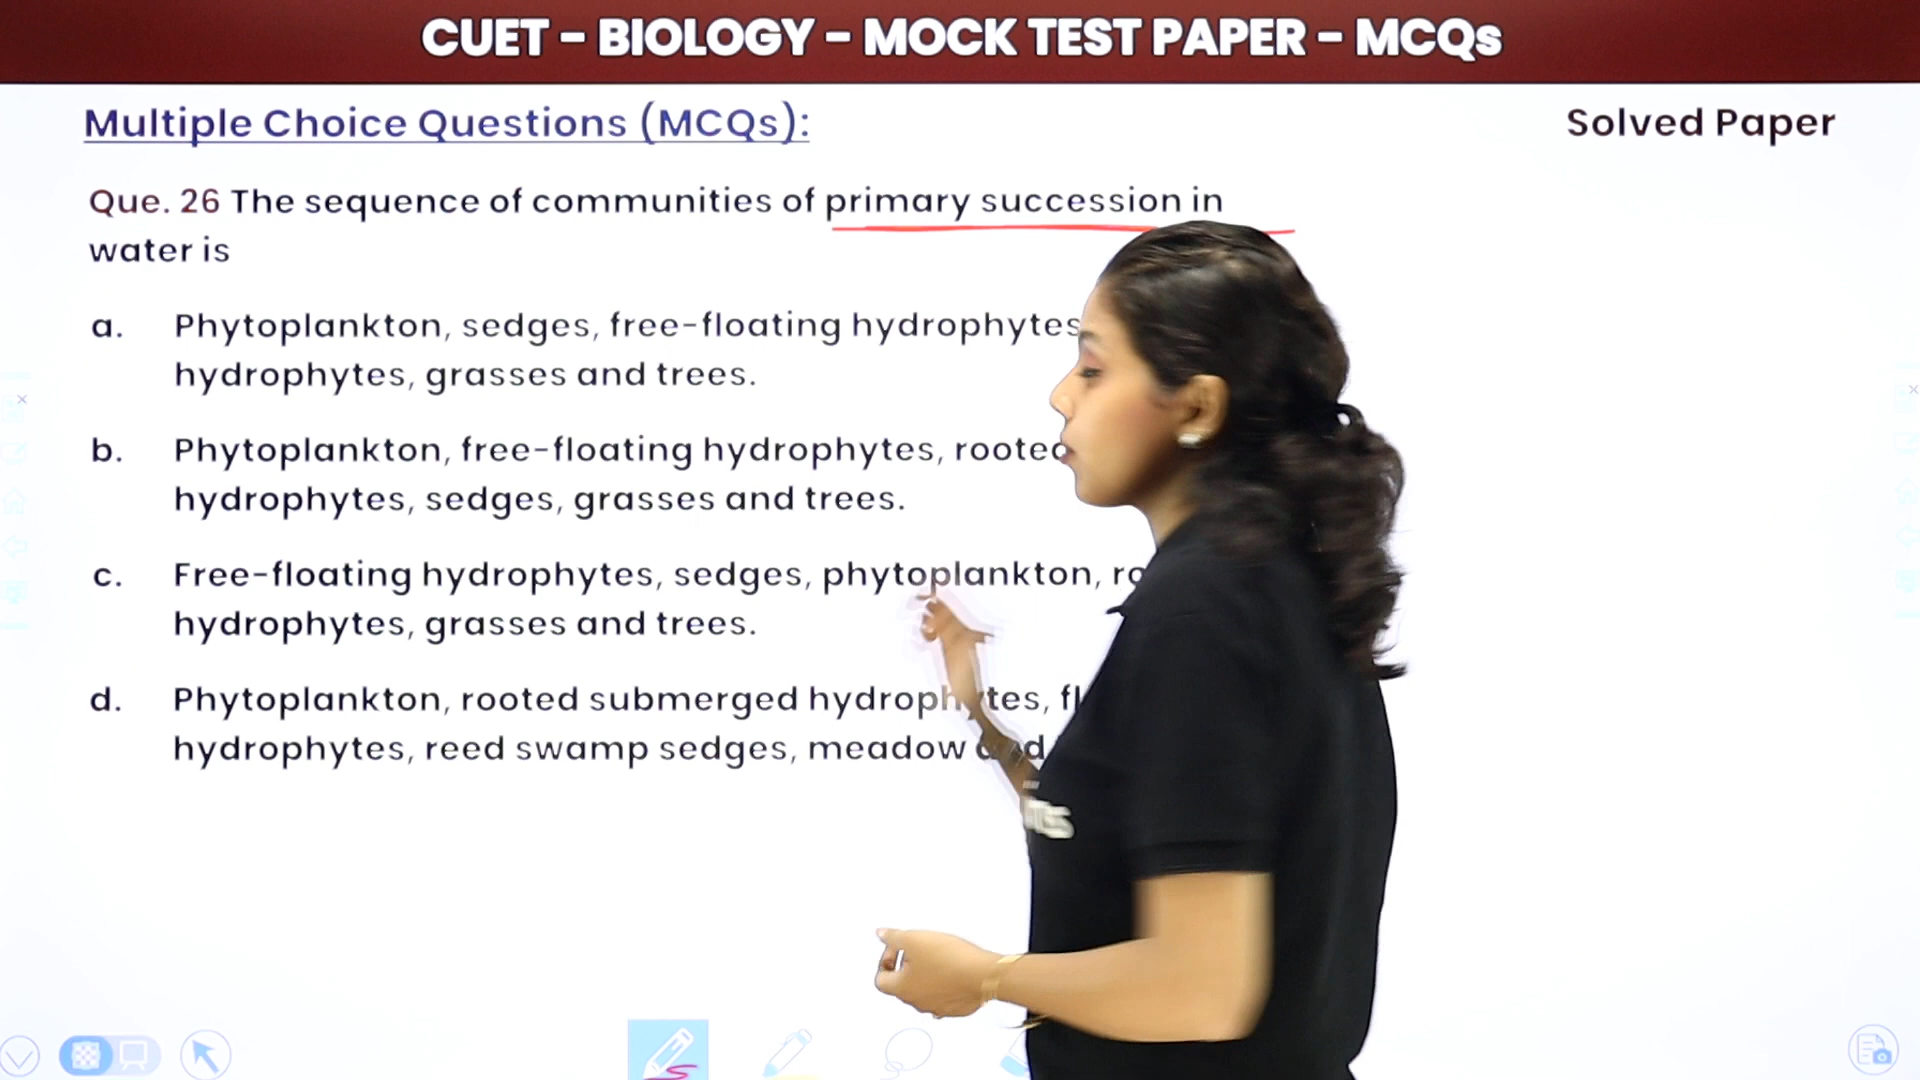 CUET - BIOLOGY - MOCK TEST PAPER - MCQs
Multiple Choice Questions (MCQs):
Solved Paper
Que. 26 The sequence of communities of primary succession in
water is
a. Phytoplankton, sedges, free-floating hydrophytes
hydrophytes, grasses and trees.
b. Phytoplankton, free-floating hydrophytes, rooted
hydrophytes, sedges, grasses and trees.
c. Free-floating hydrophytes, sedges, phytoplankton,
hydrophytes, grasses and trees.
d. Phytoplankton, rooted submerged hydrophytes,
hydrophytes, reed swamp sedges, meadow and